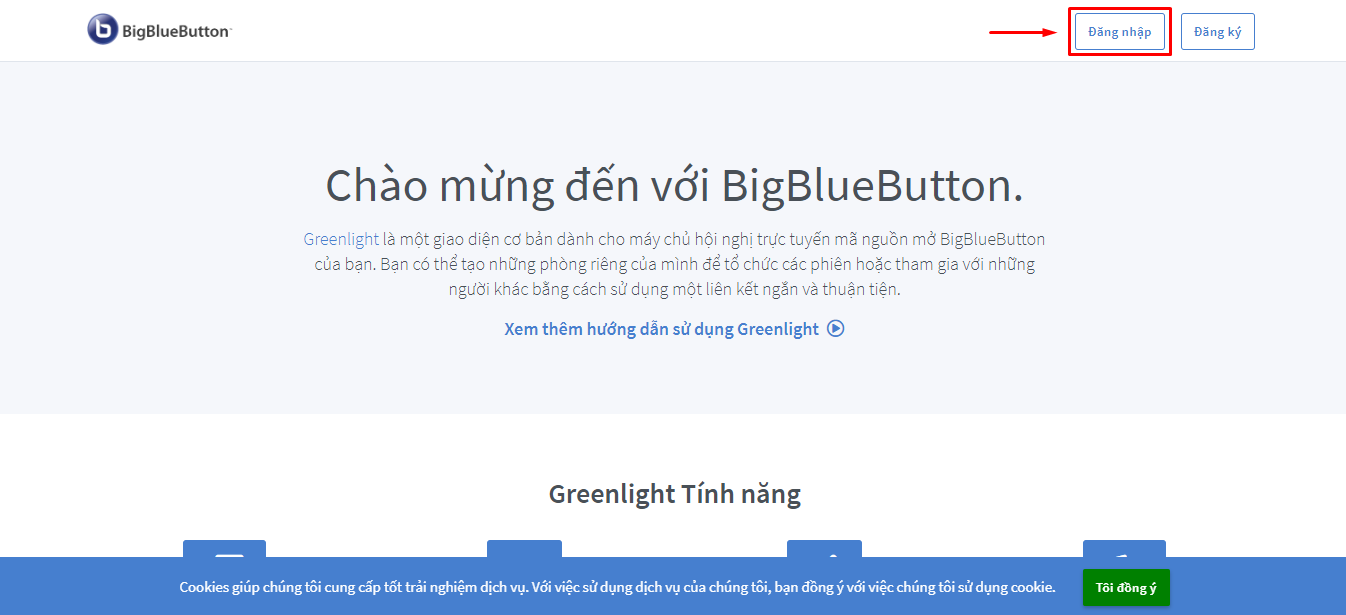 BigBlueButton
Đăng nhập
Đăng ký
Chào mừng đến với BigBlueButton.
Greenlight là một giao diện cơ bản dành cho máy chủ hội nghị trực tuyến mã nguồn mở BigBlueButton
của bạn. Bạn có thể tạo những phòng riêng của mình để tổ chức các phiên hoặc tham gia với những
người khác bằng cách sử dụng một liên kết ngắn và thuận tiện.
Xem thêm hướng dẫn sử dụng Greenlight
Greenlight Tính năng
Cookies giúp chúng tôi cung cấp tốt trải nghiệm dịch vụ. Với việc sử dụng dịch vụ của chúng tôi, bạn đồng ý với việc chúng tôi sử dụng cookie.
Tôi đồng ý